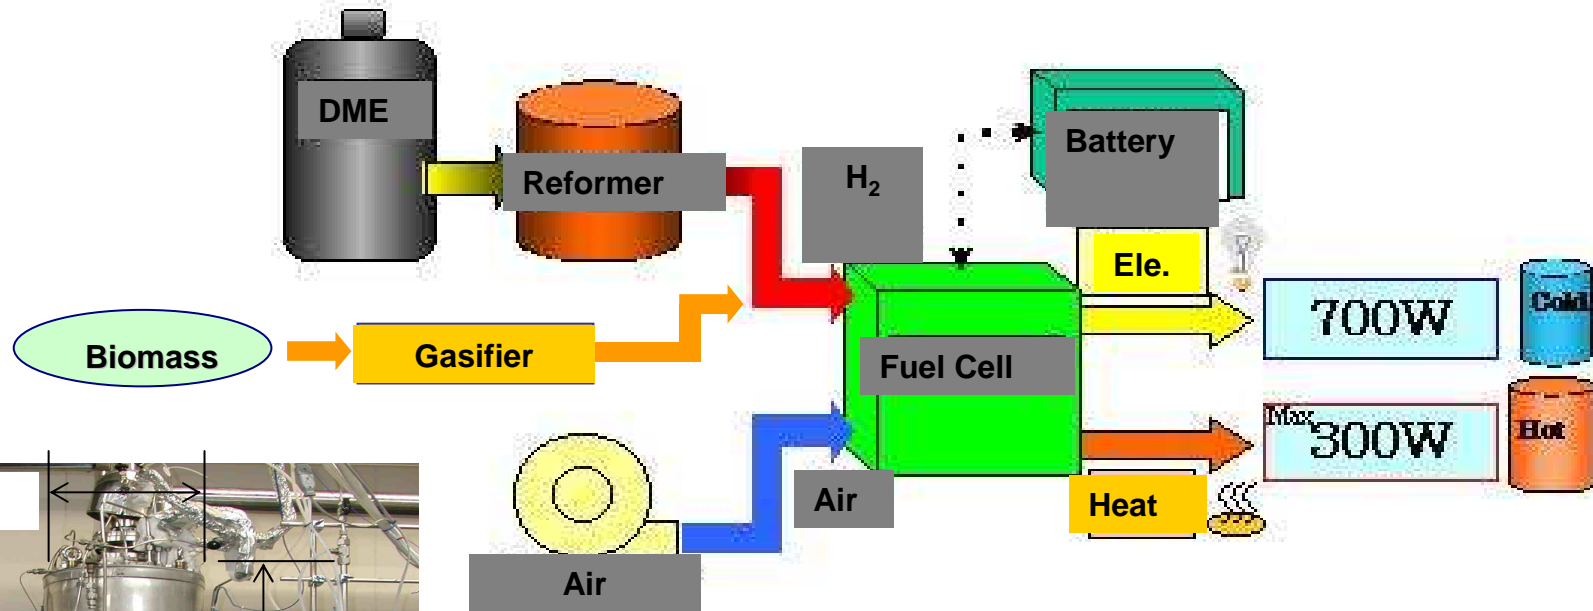 DME
Reformer
H₂
Battery
Ele.
700W
Cold
Biomass
Gasifier
Fuel Cell
Max.
300W
Hot
Air
Heat
Air